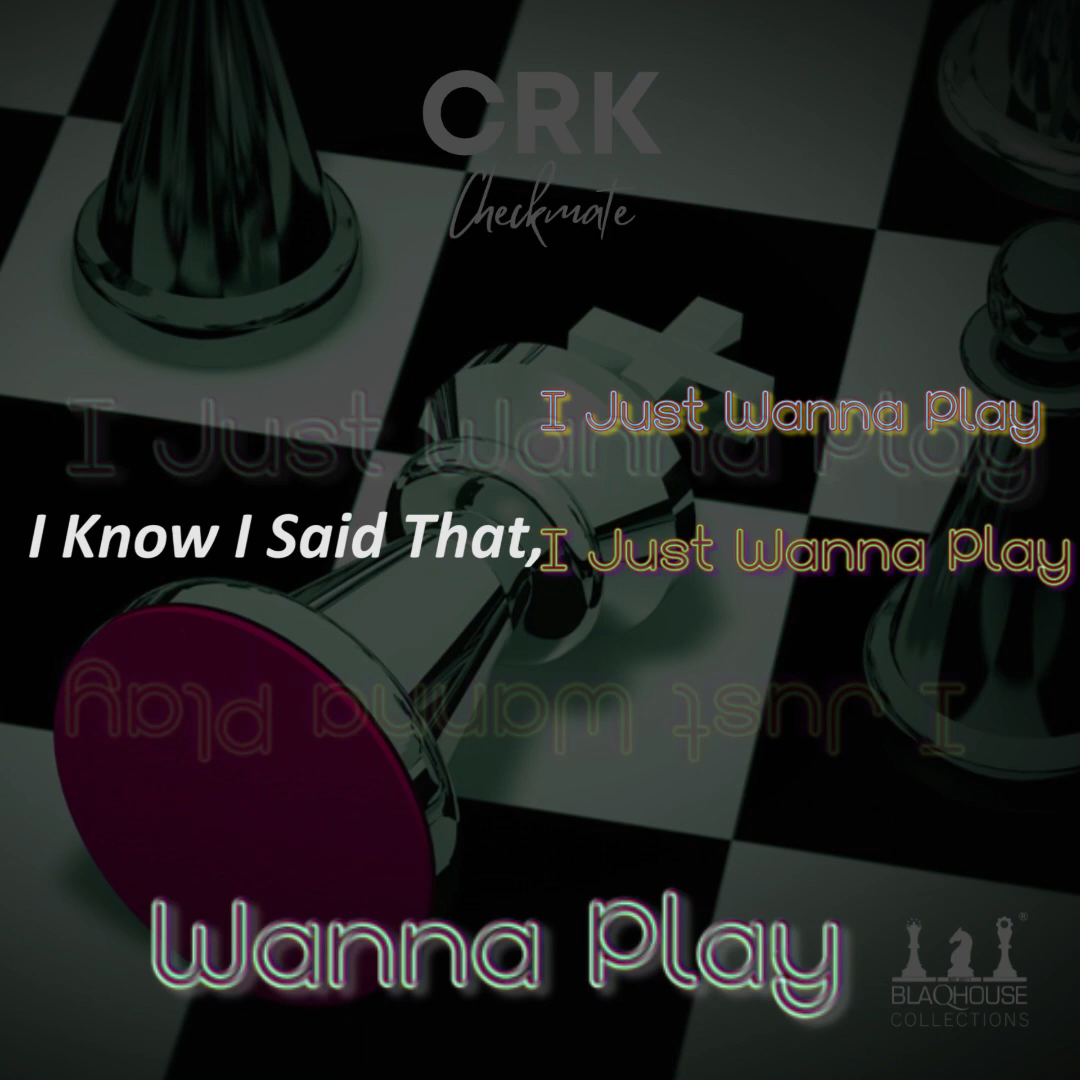 CRK
Checkmate
I Just Wanna Play
I Just Wanna Play
I Know I Said That,
I Just Wanna Play
I Just Wanna Play
Wanna Play
BLAQHOUSE
COLLECTIONS
®